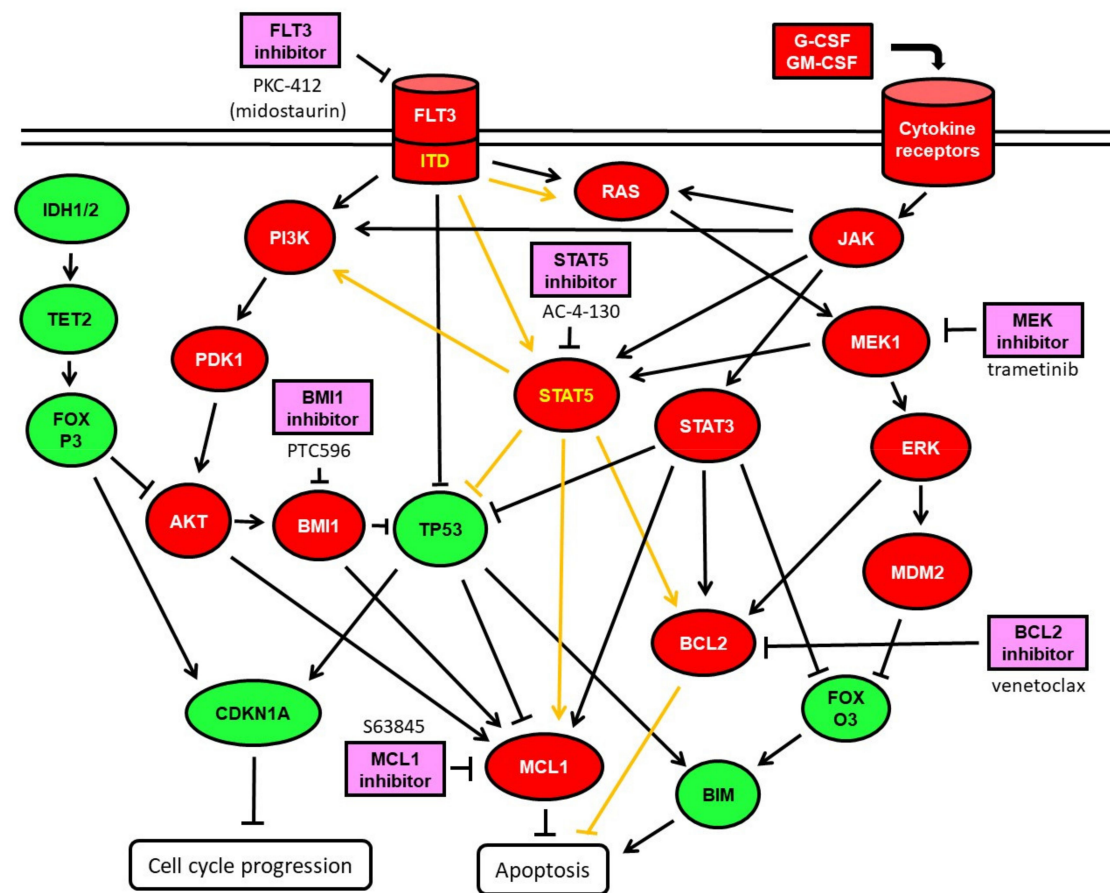 FLT3
inhibitor
PKC-412
(midostaurin)
G-CSF
GM-CSF
FLT3
ITD
Cytokine
receptors
IDH1/2
RAS
PI3K
JAK
STAT5
inhibitor
AC-4-130
TET2
PDK1
MEK1
MEK
inhibitor
trametinib
BMI1
inhibitor
PTC596
STAT5
STAT3
FOX
P3
ERK
AKT
BMI1
TP53
MDM2
BCL2
BCL2
inhibitor
venetoclax
CDKN1A
FOX
O3
S63845
MCL1
inhibitor
MCL1
BIM
Cell cycle progression
Apoptosis